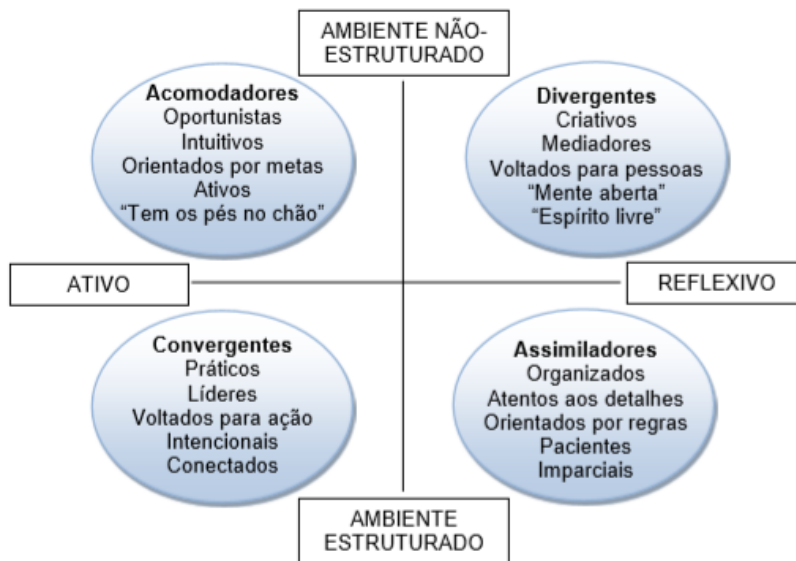 AMBIENTE NÃO-
ESTRUTURADO
Acomodadores
Oportunistas
Intuitivos
Orientados por metas
Ativos
“Tem os pés no chão”
Divergentes
Criativos
Mediadores
Voltados para pessoas
“Mente aberta”
“Espírito livre”
ATIVO
REFLEXIVO
Convergentes
Práticos
Líderes
Voltados para ação
Intencionais
Conectados
Assimiladores
Organizados
Atentos aos detalhes
Orientados por regras
Pacientes
Imparciais
AMBIENTE
ESTRUTURADO